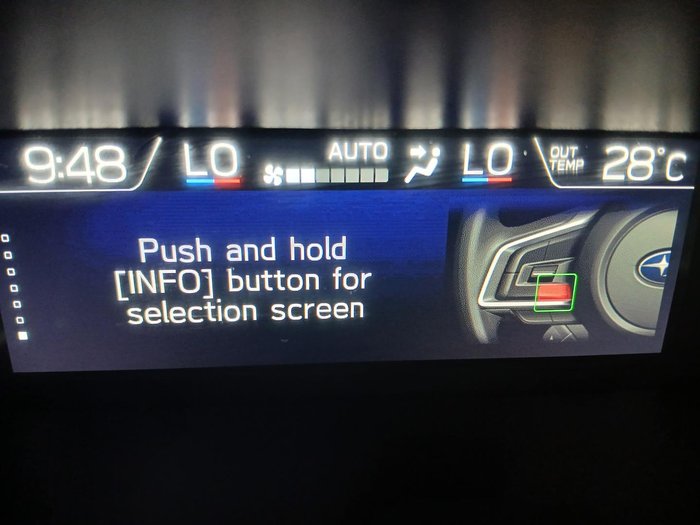 9:48
LO
AUTO
LO
OUT
TEMP
28°C
Push and hold
[INFO] button for
selection screen